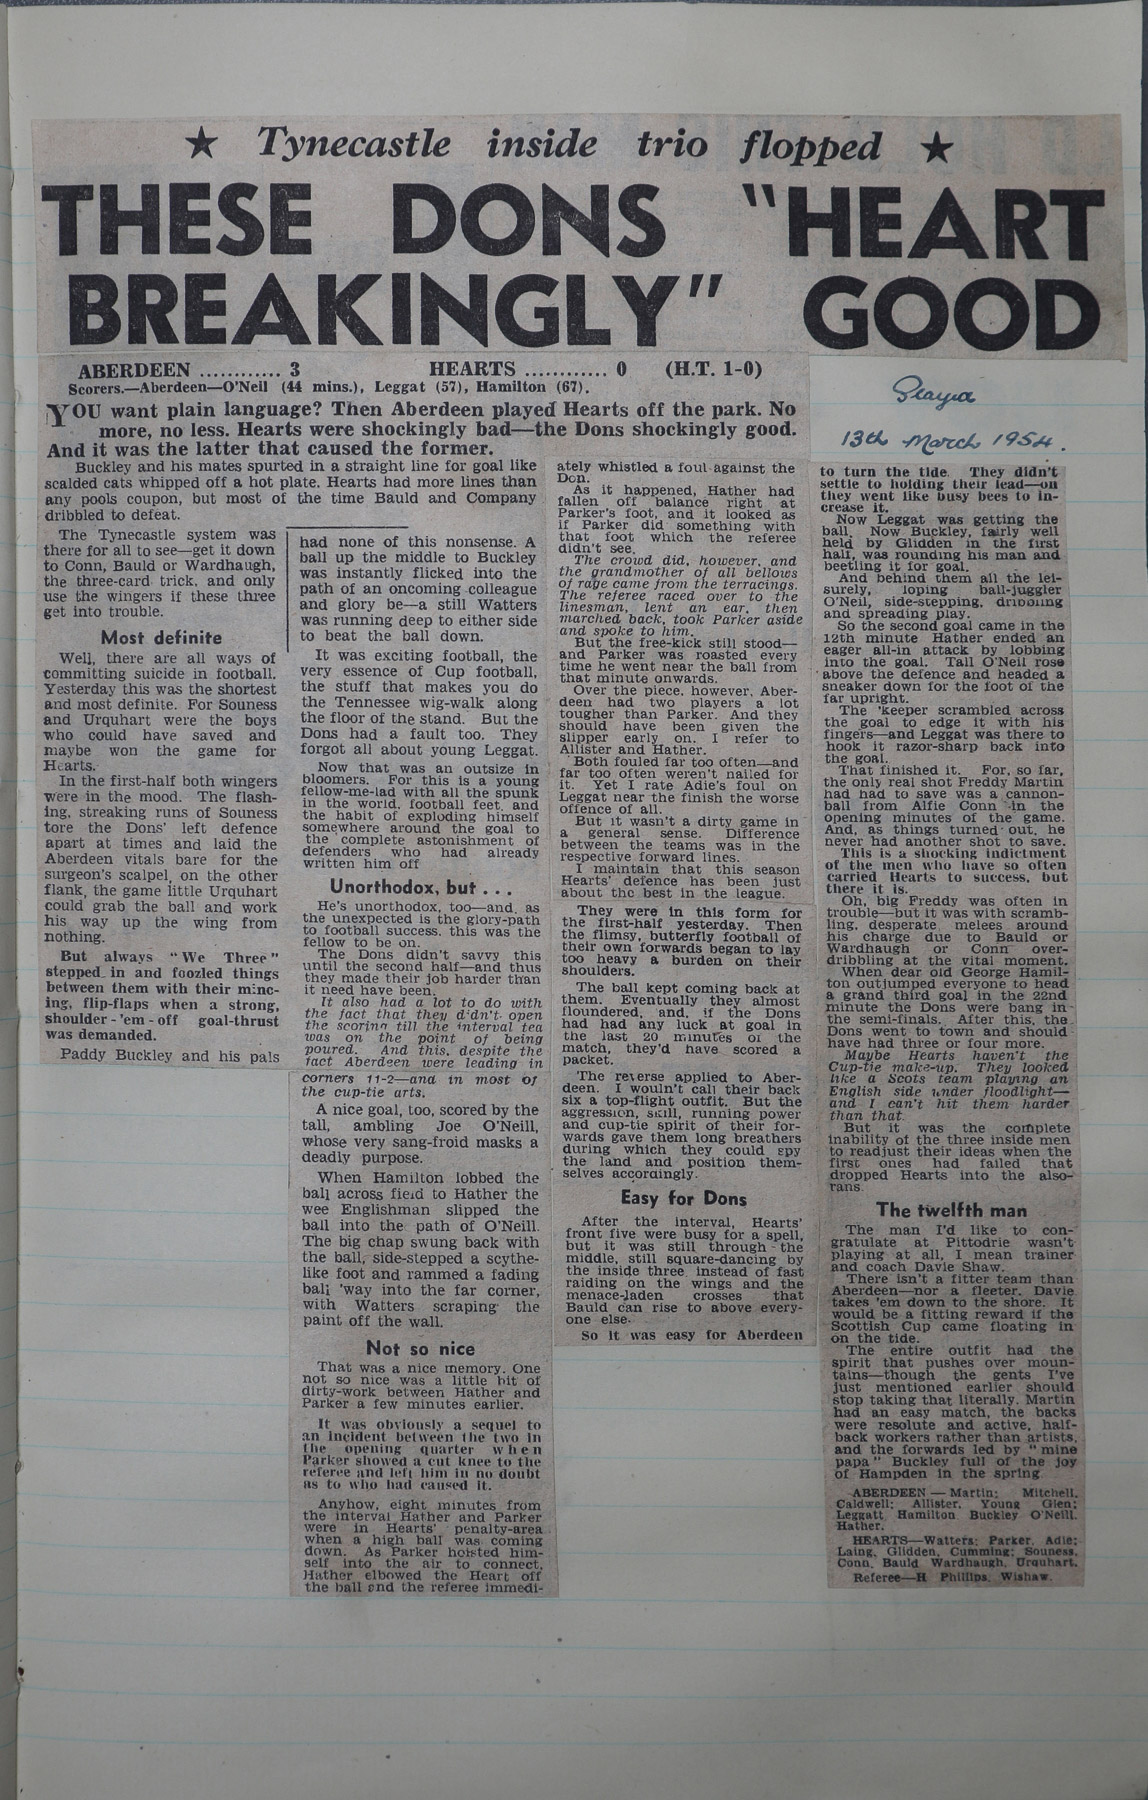 ★ Tynecastle inside trio flopped ★
THESE DONS "HEART
BREAKINGLY" GOOD
ABERDEEN ............ 3 HEARTS ............ 0 (H.T. 1-0)
Scorers.—Aberdeen—O'Neil (44 mins.), Leggat (57), Hamilton (67).
YOU want plain language? Then Aberdeen played Hearts off the park. No
more, no less. Hearts were shockingly bad—the Dons shockingly good.
And it was the latter that caused the former.
Buckley and his mates spurted in a straight line for goal like
scalded cats whipped off a hot plate. Hearts had more lines than
any pools coupon, but most of the time Bauld and Company
dribbled to defeat.
The Tynecastle system was
there for all to see—get it down
to Conn, Bauld or Wardhaugh,
the three-card trick, and only
use the wingers if these three
get into trouble.
Most definite
Well, there are all ways of
committing suicide in football.
Yesterday this was the shortest
and most definite. For Souness
and Urquhart were the boys
who could have saved and
maybe won the game for
Hearts.
In the first-half both wingers
were in the mood. The flash-
ing, streaking runs of Souness
tore the Dons' left defence
apart at times and laid the
Aberdeen vitals bare for the
surgeon's scalpel, on the other
flank, the game little Urquhart
could grab the ball and work
his way up the wing from
nothing.
But always "We Three"
stepped in and foozled things
between them with their minc-
ing, flip-flaps when a strong,
shoulder-'em-off goal-thrust
was demanded.
Paddy Buckley and his pals
had none of this nonsense. A
ball up the middle to Buckley
was instantly flicked into the
path of an oncoming colleague
and glory be—a still Watters
was running deep to either side
to beat the ball down.
It was exciting football, the
very essence of Cup football,
the stuff that makes you do
the Tennessee wig-walk along
the floor of the stand. But the
Dons had a fault too. They
forgot all about young Leggat.
Now that was an outsize in
bloomers. For this is a young
fellow-me-lad with all the spunk
in the world, football feet, and
the habit of exploding himself
somewhere around the goal to
the complete astonishment of
defenders who had already
written him off
Unorthodox, but . . .
He's unorthodox, too—and, as
the unexpected is the glory-path
to football success, this was the
fellow to be on.
The Dons didn't savvy this
until the second half—and thus
they made their job harder than
it need have been.
It also had a lot to do with
the fact that they didn't open
the scoring till the interval tea
was on the point of being
poured. And this, despite the
fact Aberdeen were leading in
corners 11-2—and in most of
the cup-tie arts.
A nice goal, too, scored by the
tall, ambling Joe O'Neill,
whose very sang-froid masks a
deadly purpose.
When Hamilton lobbed the
ball across field to Hather the
wee Englishman slipped the
ball into the path of O'Neill.
The big chap swung back with
the ball, side-stepped a scythe-
like foot and rammed a fading
ball 'way into the far corner,
with Watters scraping the
paint off the wall.
Not so nice
That was a nice memory. One
not so nice was a little bit of
dirty-work between Hather and
Parker a few minutes earlier.
It was obviously a sequel to
an incident between the two in
the opening quarter when
Parker showed a cut knee to the
referee and left him in no doubt
as to who had caused it.
Anyhow, eight minutes from
the interval Hather and Parker
were in Hearts' penalty-area
when a high ball was coming
down. As Parker hoisted him-
self into the air to connect,
Hather elbowed the Heart off
the ball and the referee immedi-
ately whistled a foul against the
Don.
As it happened, Hather had
fallen off balance right at
Parker's foot, and it looked as
if Parker did something with
that foot which the referee
didn't see.
The crowd did, however, and
the grandmother of all bellows
of rage came from the terracings.
The referee raced over to the
linesman, lent an ear, then
marched back, took Parker aside
and spoke to him.
But the free-kick still stood—
and Parker was roasted every
time he went near the ball from
that minute onwards.
Over the piece, however, Aber-
deen had two players a lot
tougher than Parker. And they
should have been given the
slipper early on. I refer to
Allister and Hather.
Both fouled far too often—and
far too often weren't nailed for
it. Yet I rate Adie's foul on
Leggat near the finish the worse
offence of all.
But it wasn't a dirty game in
a general sense. Difference
between the teams was in the
respective forward lines.
I maintain that this season
Hearts' defence has been just
about the best in the league.
They were in this form for
the first-half yesterday. Then
the flimsy, butterfly football of
their own forwards began to lay
too heavy a burden on their
shoulders.
The ball kept coming back at
them. Eventually they almost
floundered, and, if the Dons
had had any luck at goal in
the last 20 minutes of the
match, they'd have scored a
packet.
The reverse applied to Aber-
deen. I wouln't call their back
six a top-flight outfit. But the
aggression, skill, running power
and cup-tie spirit of their for-
wards gave them long breathers
during which they could spy
the land and position them-
selves accordingly.
Easy for Dons
After the interval, Hearts'
front five were busy for a spell,
but it was still through the
middle, still square-dancing by
the inside three instead of fast
raiding on the wings and the
menace-laden crosses that
Bauld can rise to above every-
one else.
So it was easy for Aberdeen
13th March 1954.
to turn the tide. They didn't
settle to holding their lead—on
they went like busy bees to in-
crease it.
Now Leggat was getting the
ball. Now Buckley, fairly well
held by Glidden in the first
half, was rounding his man and
beetling it for goal.
And behind them all the lei-
surely, loping ball-juggler
O'Neil, side-stepping, dribbling
and spreading play.
So the second goal came in the
12th minute Hather ended an
eager all-in attack by lobbing
into the goal. Tall O'Neil rose
above the defence and headed a
sneaker down for the foot of the
far upright.
The 'keeper scrambled across
the goal to edge it with his
fingers—and Leggat was there to
hook it razor-sharp back into
the goal.
That finished it. For, so far,
the only real shot Freddy Martin
had had to save was a cannon-
ball from Alfie Conn in the
opening minutes of the game.
And, as things turned out, he
never had another shot to save.
This is a shocking indictment
of the men who have so often
carried Hearts to success, but
there it is.
Oh, big Freddy was often in
trouble—but it was with scramb-
ling, desperate melees around
his charge due to Bauld or
Wardhaugh or Conn over-
dribbling at the vital moment.
When dear old George Hamil-
ton outjumped everyone to head
a grand third goal in the 22nd
minute the Dons were bang in
the semi-finals. After this, the
Dons went to town and should
have had three or four more.
Maybe Hearts haven't the
Cup-tie make-up. They looked
like a Scots team playing an
English side under floodlight—
and I can't hit them harder
than that.
But it was the complete
inability of the three inside men
to readjust their ideas when the
first ones had failed that
dropped Hearts into the also-
rans.
The twelfth man
The man I'd like to con-
gratulate at Pittodrie wasn't
playing at all, I mean trainer
and coach Davie Shaw.
There isn't a fitter team than
Aberdeen—nor a fleeter. Davie
takes 'em down to the shore. It
would be a fitting reward if the
Scottish Cup came floating in
on the tide.
The entire outfit had the
spirit that pushes over moun-
tains—though the gents I've
just mentioned earlier should
stop taking that literally. Martin
had an easy match, the backs
were resolute and active, half-
back workers rather than artists,
and the forwards led by "mine
papa" Buckley full of the joy
of Hampden in the spring
ABERDEEN — Martin; Mitchell,
Caldwell; Allister, Young Glen;
Leggatt Hamilton Buckley O'Neill,
Hather.
HEARTS—Watters; Parker, Adie;
Laing, Glidden, Cumming; Souness,
Conn, Bauld Wardhaugh, Urquhart.
Referee—H Phillips, Wishaw.